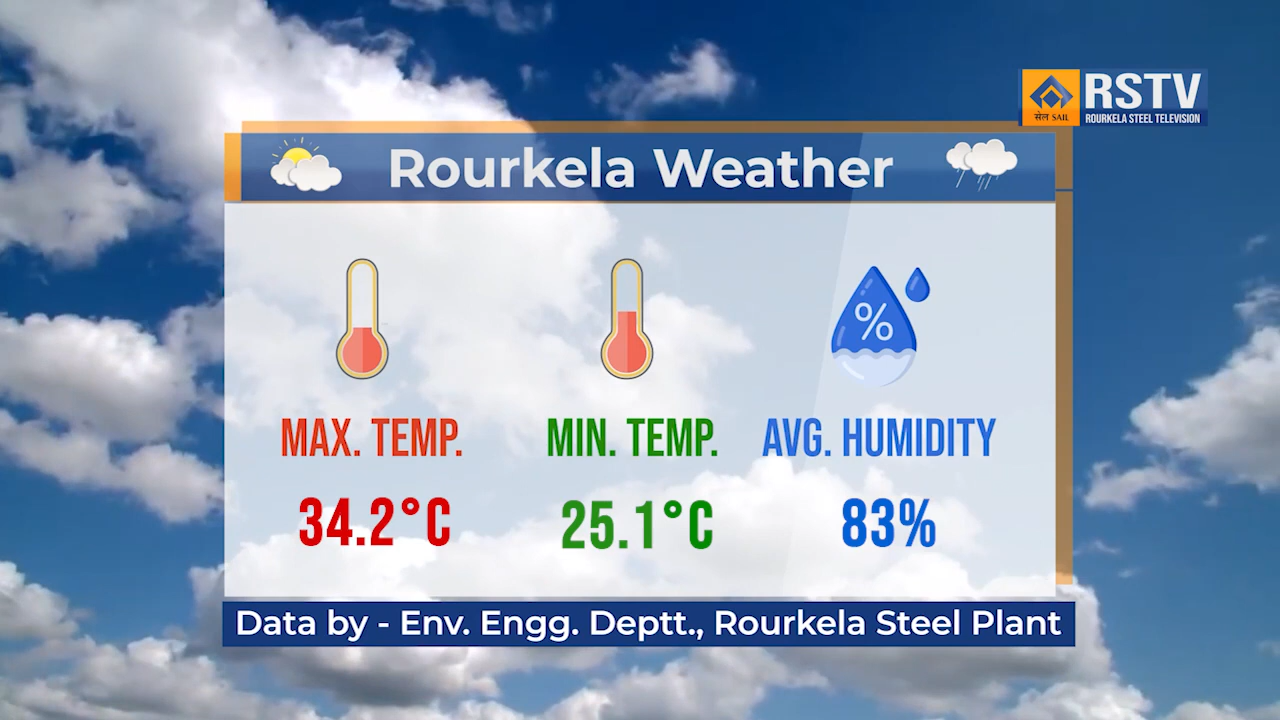 सेल SAIL
RSTV
ROURKELA STEEL TELEVISION
Rourkela Weather
%
MAX. TEMP.
MIN. TEMP.
AVG. HUMIDITY
34.2°C
25.1°C
83%
Data by - Env. Engg. Deptt., Rourkela Steel Plant